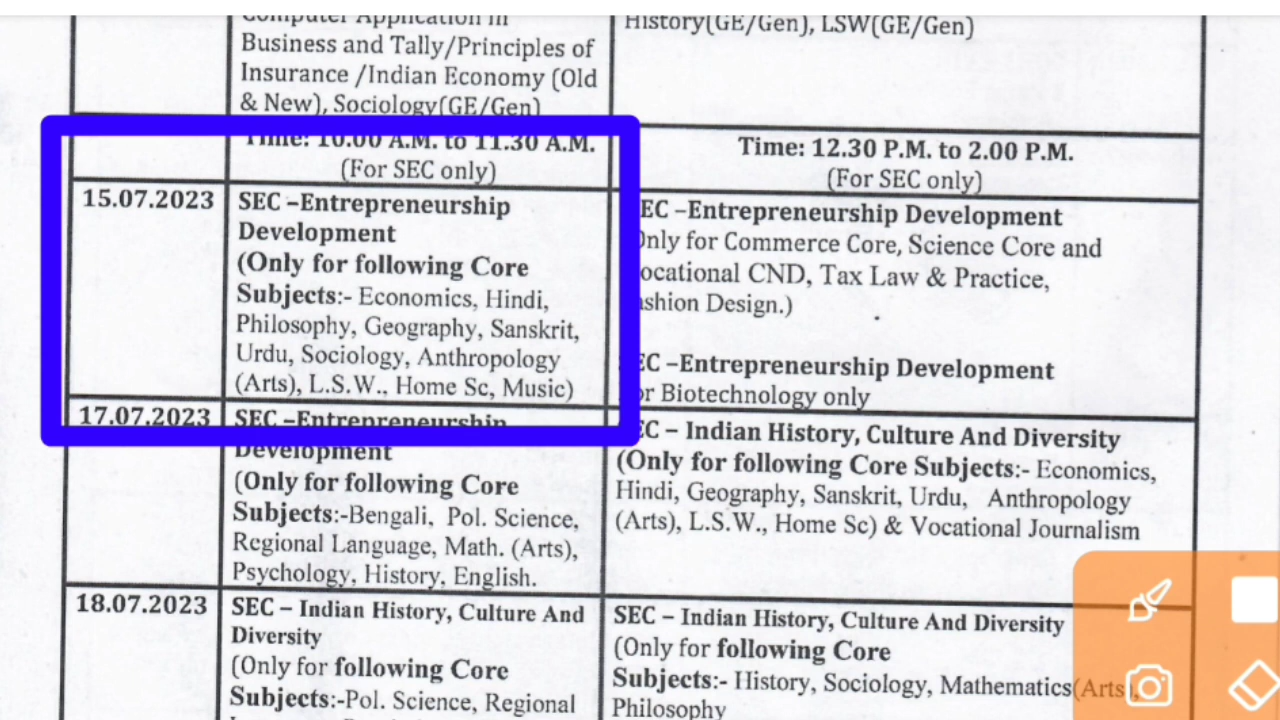 Computer Application in
Business and Tally/Principles of
Insurance /Indian Economy (Old
& New), Sociology(GE/Gen)
History(GE/Gen), LSW(GE/Gen)
Time: 10.00 A.M. to 11.30 A.M.
(For SEC only)
Time: 12.30 P.M. to 2.00 P.M.
(For SEC only)
15.07.2023
SEC –Entrepreneurship
Development
(Only for following Core
Subjects:- Economics, Hindi,
Philosophy, Geography, Sanskrit,
Urdu, Sociology, Anthropology
(Arts), L.S.W., Home Sc, Music)
EC –Entrepreneurship Development
Only for Commerce Core, Science Core and
ocational CND, Tax Law & Practice,
ashion Design.)
EC –Entrepreneurship Development
or Biotechnology only
17.07.2023
SEC –Entrepreneurship
Development
(Only for following Core
Subjects:-Bengali, Pol. Science,
Regional Language, Math. (Arts),
Psychology, History, English.
EC – Indian History, Culture And Diversity
(Only for following Core Subjects:- Economics,
Hindi, Geography, Sanskrit, Urdu, Anthropology
(Arts), L.S.W., Home Sc) & Vocational Journalism
18.07.2023
SEC – Indian History, Culture And
Diversity
(Only for following Core
Subjects:-Pol. Science, Regional
SEC – Indian History, Culture And Diversity
(Only for following Core
Subjects:- History, Sociology, Mathematics(Arts),
Philosophy